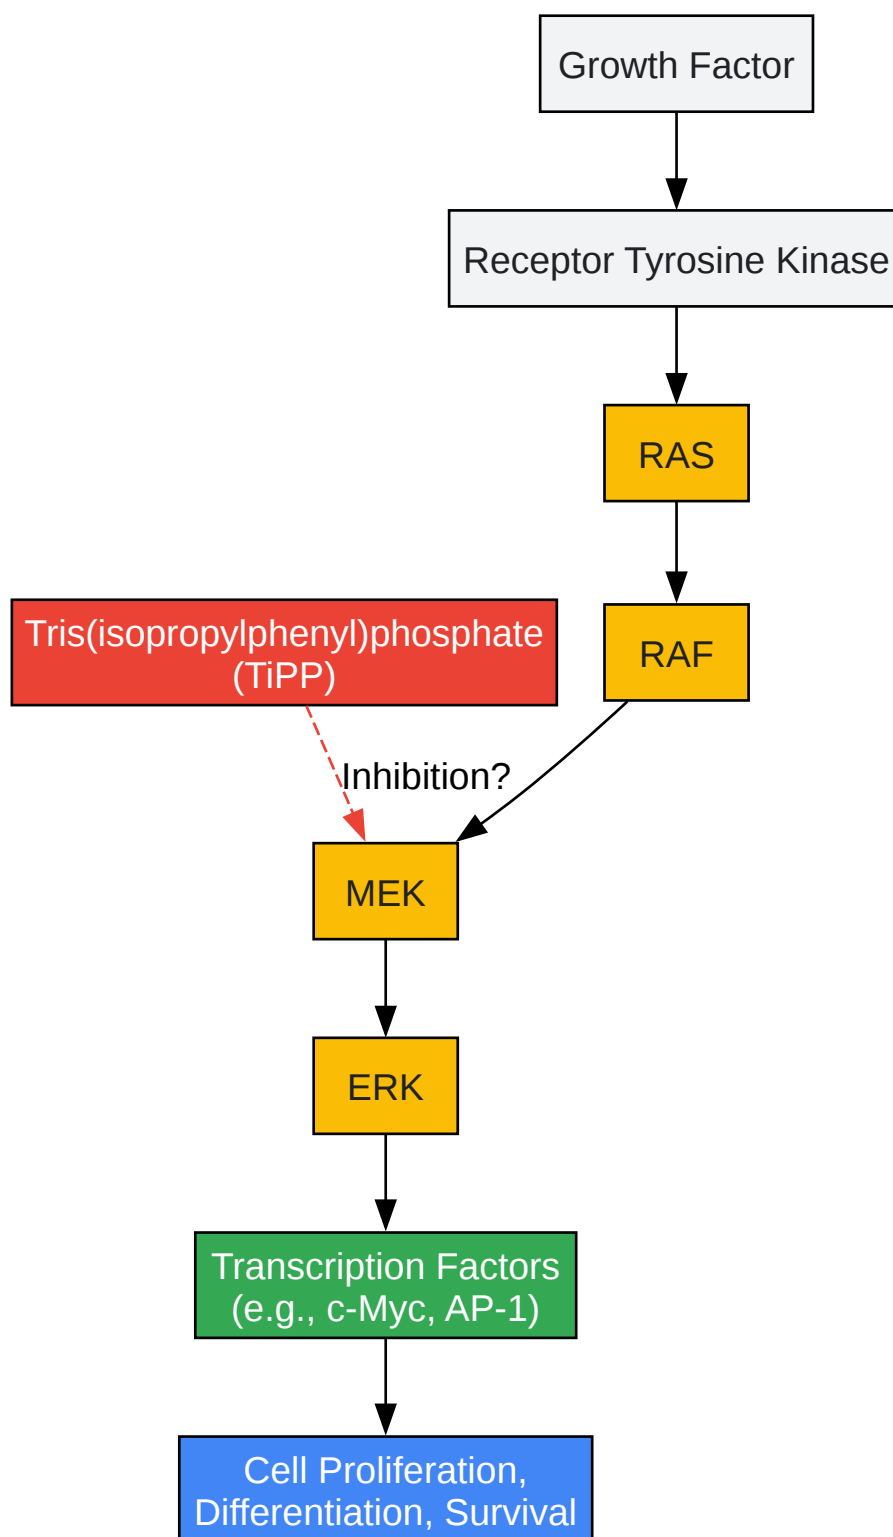 Growth Factor
Receptor Tyrosine Kinase
RAS
RAF
Tris(isopropylphenyl)phosphate
(TiPP)
Inhibition?
MEK
ERK
Transcription Factors
(e.g., c-Myc, AP-1)
Cell Proliferation,
Differentiation, Survival